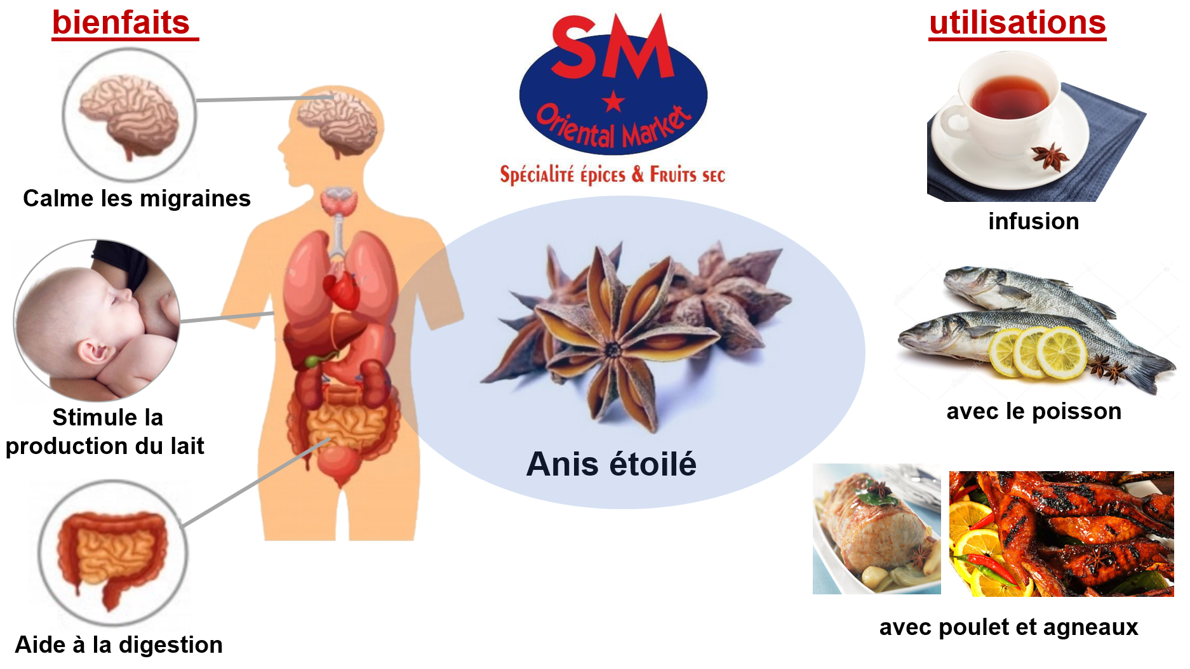 bienfaits
SM
Oriental Market
Spécialité épices & Fruits sec
utilisations
Calme les migraines
infusion
Stimule la
production du lait
avec le poisson
Anis étoilé
Aide à la digestion
avec poulet et agneaux